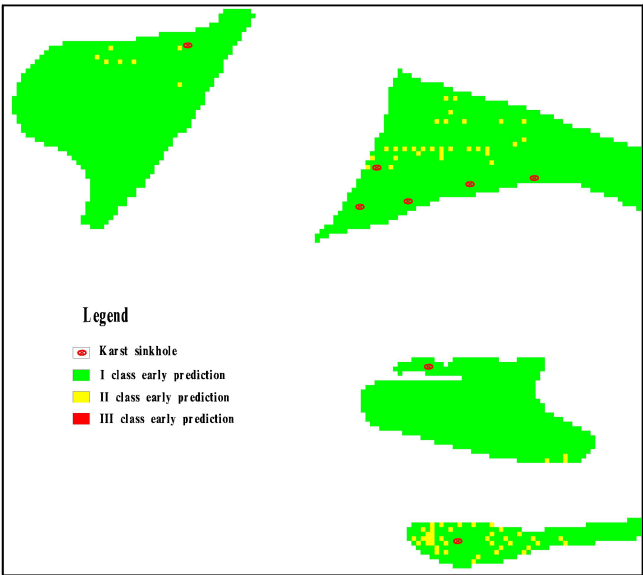 Legend
Karst sinkhole
I class early prediction
II class early prediction
III class early prediction